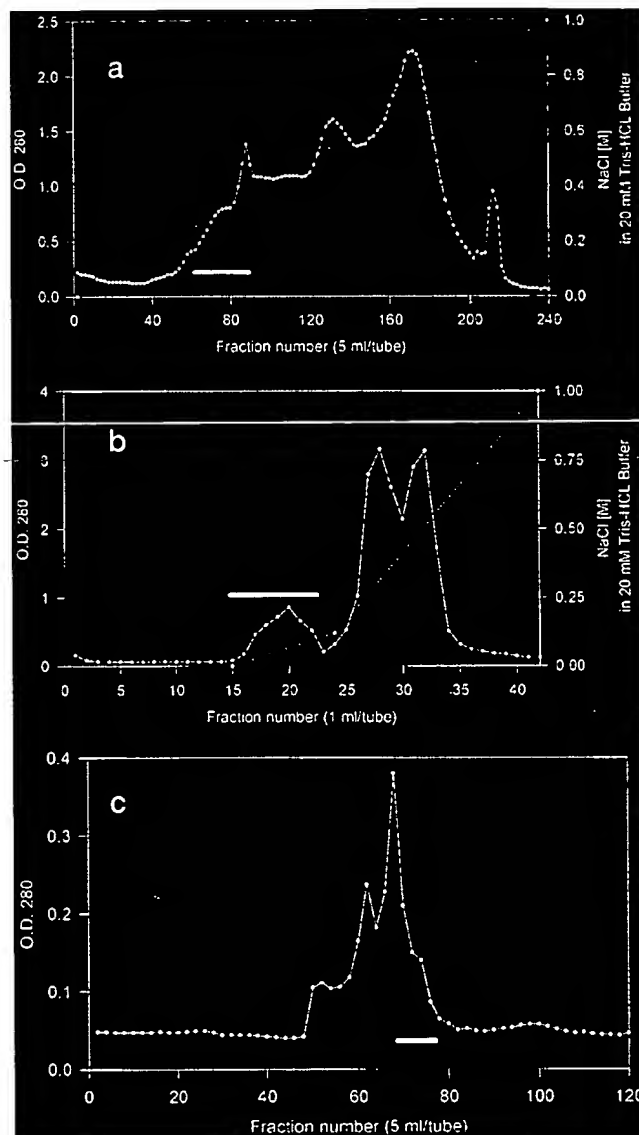 a
2.5
2.0
1.5
1.0
0.5
0.0
O.D. 260
1.0
0.8
0.6
0.4
0.2
0.0
NaCl [M]
in 20 mM Tris-HCL Buffer
0 40 80 120 160 200 240
Fraction number (5 ml/tube)
b
4
3
2
1
0
O.D. 260
1.00
0.75
0.50
0.25
0.00
NaCl [M]
in 20 mM Tris-HCL Buffer
0 5 10 15 20 25 30 35 40
Fraction number (1 ml/tube)
c
0.4
0.3
0.2
0.1
0.0
O.D. 280
0 20 40 60 80 100 120
Fraction number (5 ml/tube)